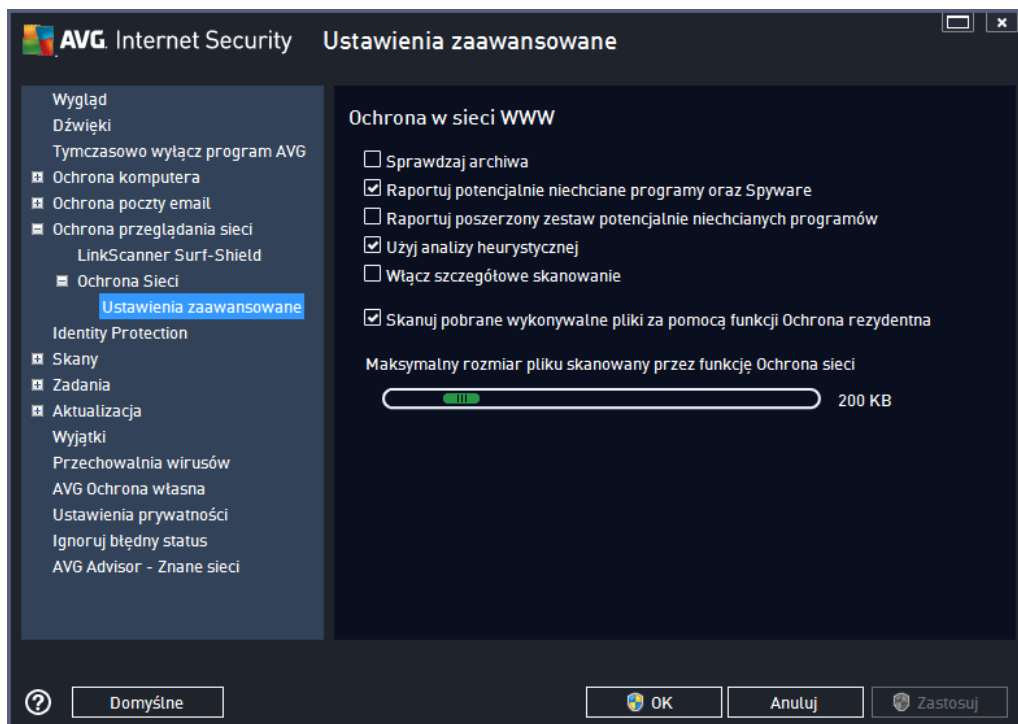 AVG. Internet Security
Ustawienia zaawansowane
Wygląd
Dźwięki
Tymczasowo wyłącz program AVG
Ochrona komputera
Ochrona poczty email
Ochrona przeglądania sieci
LinkScanner Surf-Shield
Ochrona Sieci
Ustawienia zaawansowane
Identity Protection
Skany
Zadania
Aktualizacja
Wyjątki
Przechowalnia wirusów
AVG Ochrona własna
Ustawienia prywatności
Ignoruj błędny status
AVG Advisor - Znane sieci
Ochrona w sieci WWW
Sprawdzaj archiwa
Raportuj potencjalnie niechciane programy oraz Spyware
Raportuj poszerzony zestaw potencjalnie niechcianych programów
Użyj analizy heurystycznej
Włącz szczegółowe skanowanie
Skanuj pobrane wykonywalne pliki za pomocą funkcji Ochrona rezydentna
Maksymalny rozmiar pliku skanowany przez funkcję Ochrona sieci
200 KB
?
Domyślne
OK
Anuluj
Zastosuj